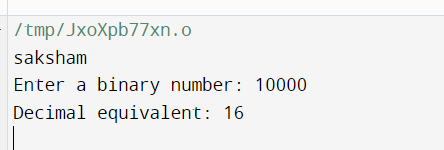 /tmp/JxoXpb77xn.o
saksham
Enter a binary number: 10000
Decimal equivalent: 16